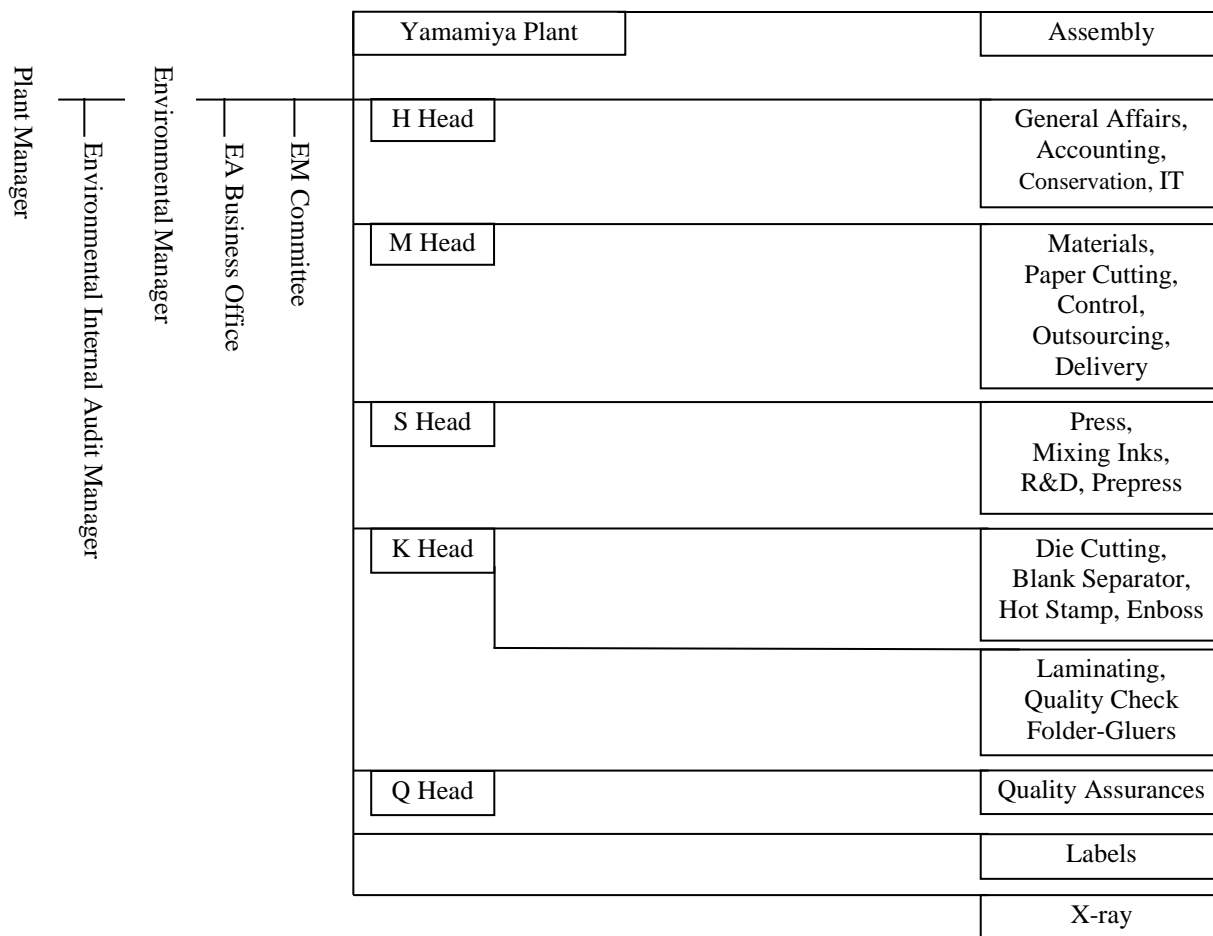 Plant Manager
Environmental Internal Audit Manager
Environmental Manager
EA Business Office
EM Committee
Yamamiya Plant
Assembly
H Head
General Affairs,
Accounting,
Conservation, IT
M Head
Materials,
Paper Cutting,
Control,
Outsourcing,
Delivery
S Head
Press,
Mixing Inks,
R&D, Prepress
K Head
Die Cutting,
Blank Separator,
Hot Stamp, Enboss
Laminating,
Quality Check
Folder-Gluers
Q Head
Quality Assurances
Labels
X-ray